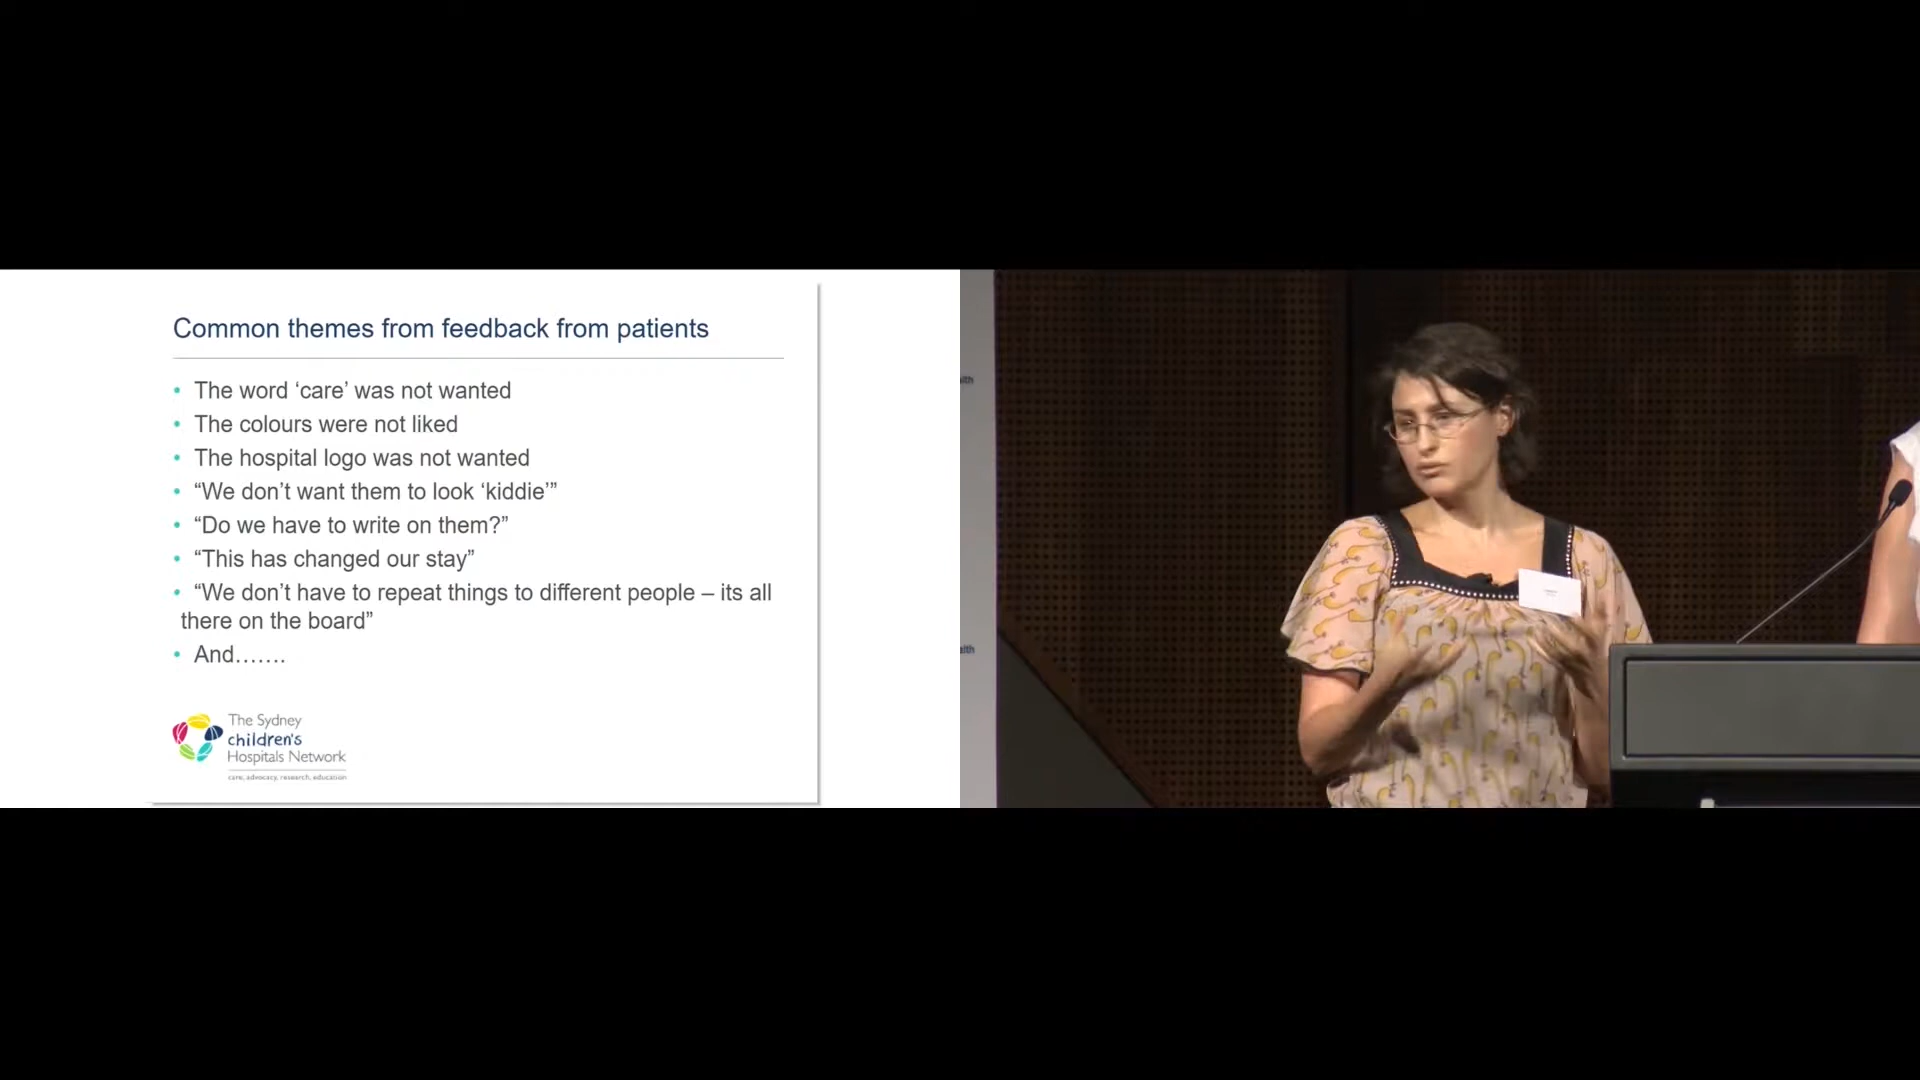 Common themes from feedback from patients
• The word ‘care’ was not wanted
• The colours were not liked
• The hospital logo was not wanted
• “We don’t want them to look ‘kiddie’”
• “Do we have to write on them?”
• “This has changed our stay”
• “We don’t have to repeat things to different people – its all
there on the board”
• And…….
The Sydney
children's
Hospitals Network
care, advocacy, research, education